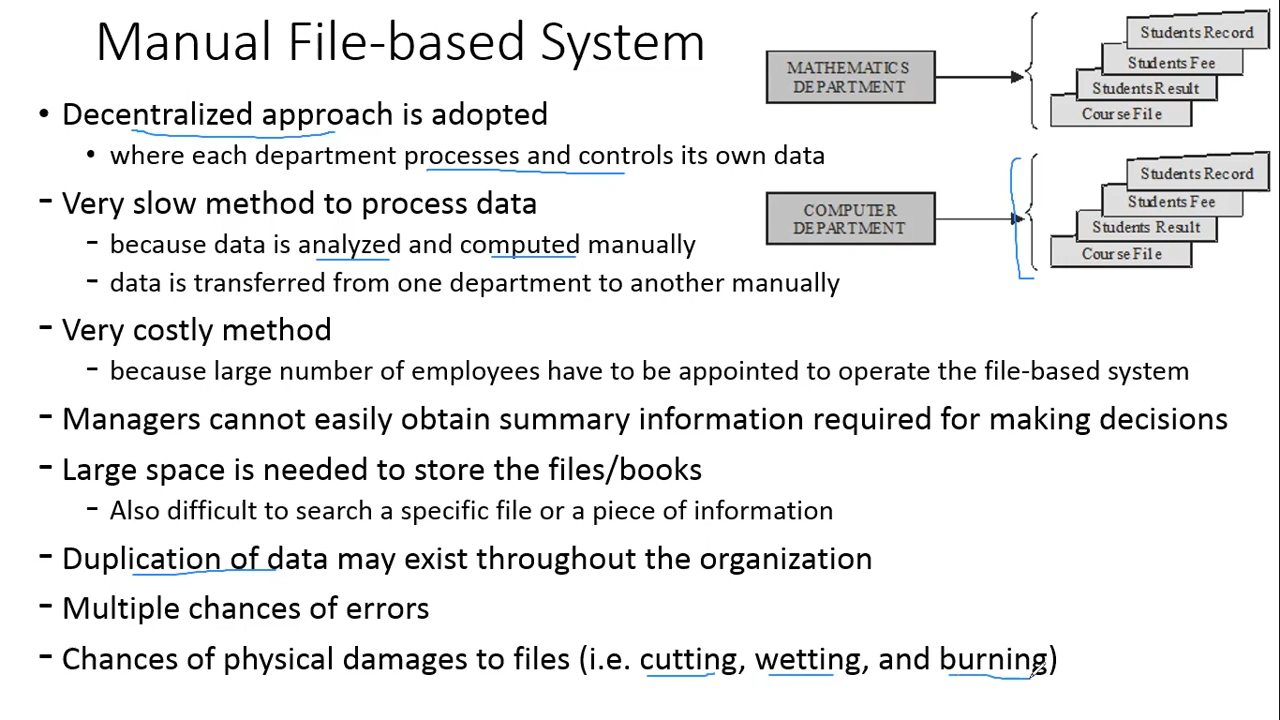 Manual File-based System
• Decentralized approach is adopted
• where each department processes and controls its own data
- Very slow method to process data
- because data is analyzed and computed manually
- data is transferred from one department to another manually
- Very costly method
- because large number of employees have to be appointed to operate the file-based system
- Managers cannot easily obtain summary information required for making decisions
- Large space is needed to store the files/books
- Also difficult to search a specific file or a piece of information
- Duplication of data may exist throughout the organization
- Multiple chances of errors
- Chances of physical damages to files (i.e. cutting, wetting, and burning)
MATHEMATICS
DEPARTMENT
Students Record
Students Fee
Students Result
Course File
COMPUTER
DEPARTMENT
Students Record
Students Fee
Students Result
Course File